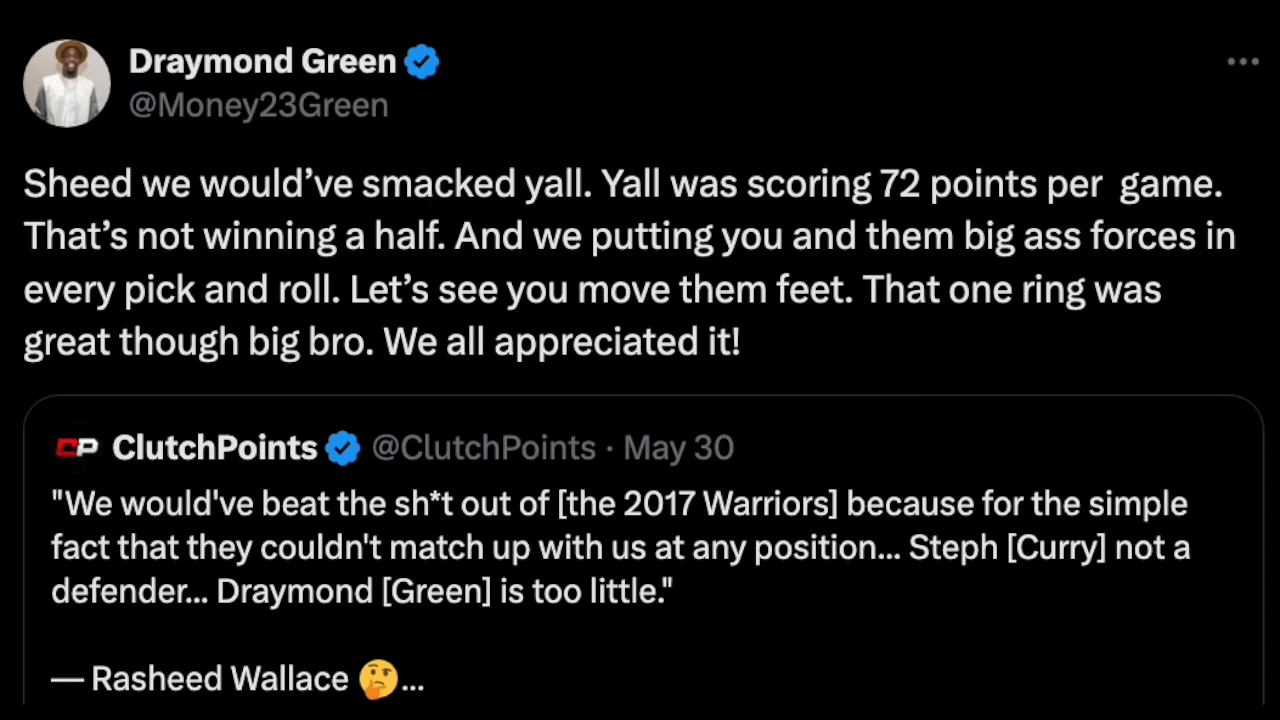 Draymond Green
@Money23Green
Sheed we would’ve smacked yall. Yall was scoring 72 points per  game.
That’s not winning a half. And we putting you and them big ass forces in
every pick and roll. Let’s see you move them feet. That one ring was
great though big bro. We all appreciated it!
CP ClutchPoints @ClutchPoints · May 30
"We would've beat the sh*t out of [the 2017 Warriors] because for the simple
fact that they couldn't match up with us at any position... Steph [Curry] not a
defender... Draymond [Green] is too little."
— Rasheed Wallace 🤔...